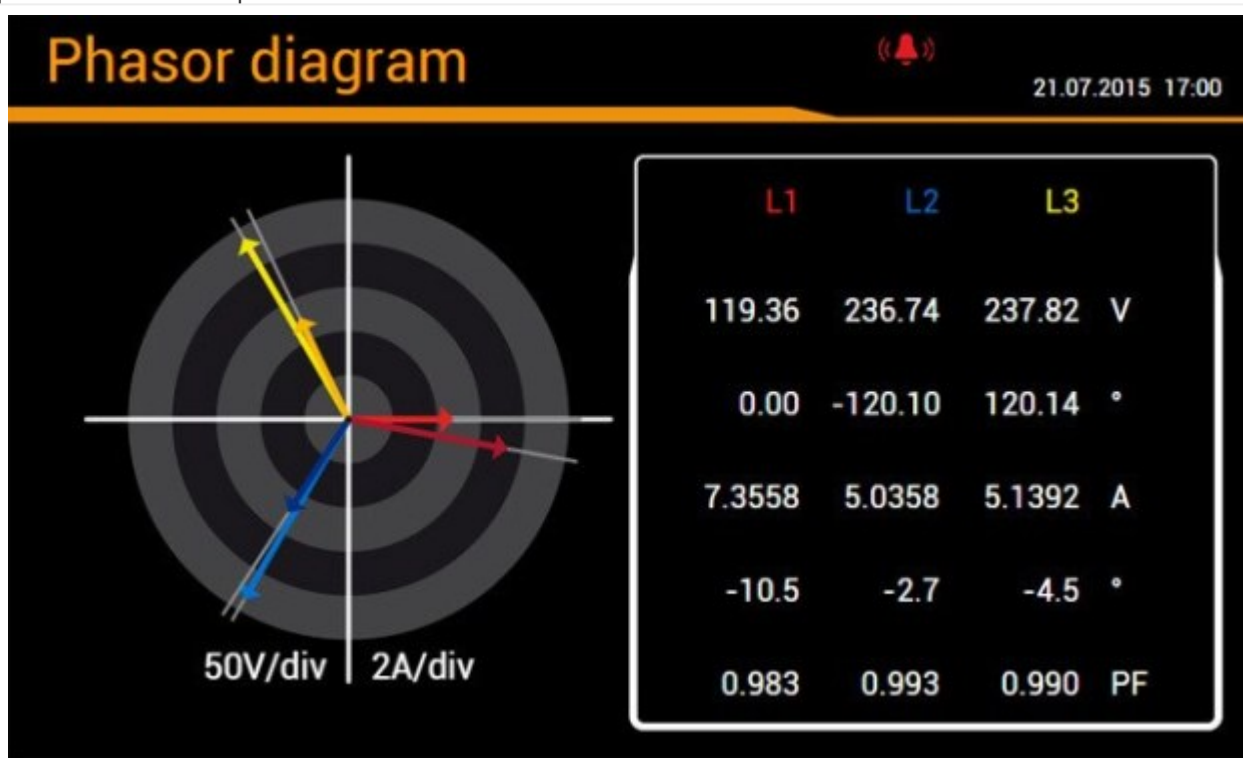 Phasor diagram
21.07.2015 17:00
L1 L2 L3
119.36 236.74 237.82 V
0.00 -120.10 120.14 °
7.3558 5.0358 5.1392 A
-10.5 -2.7 -4.5 °
0.983 0.993 0.990 PF
50V/div 2A/div